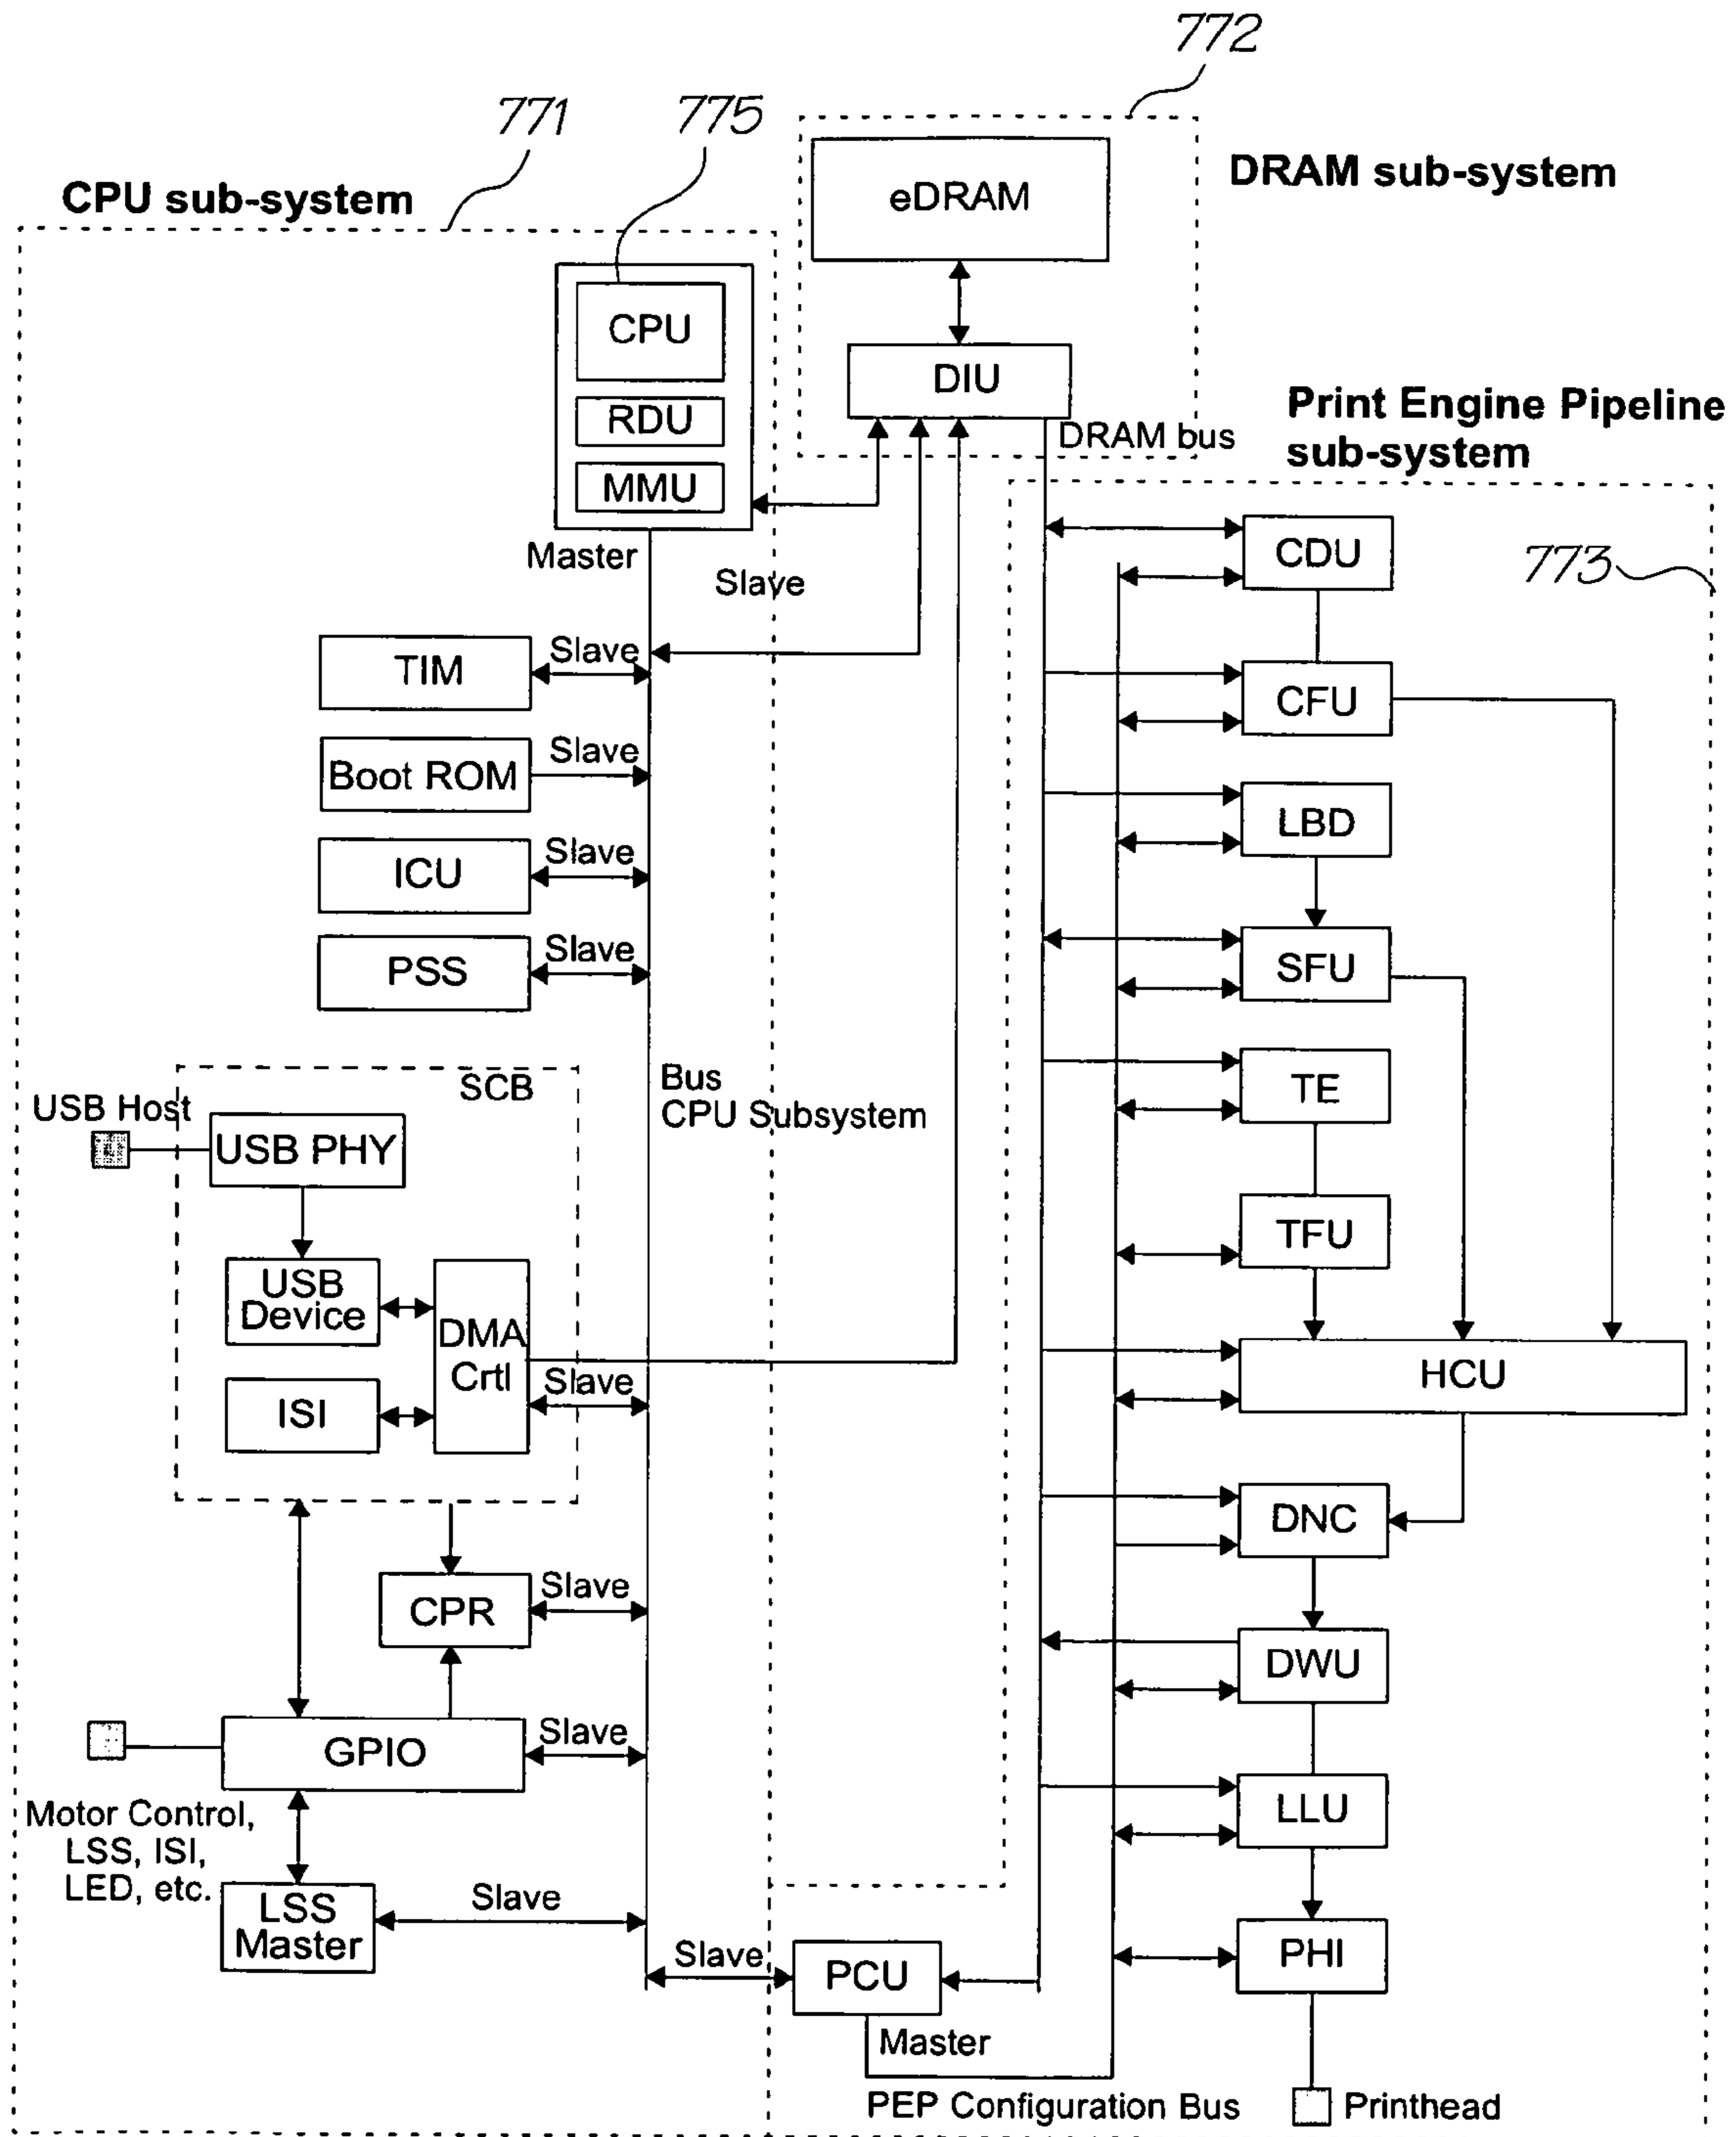 772
771
775
CPU sub-system
DRAM sub-system
eDRAM
CPU
DIU
RDU
DRAM bus
MMU
Print Engine Pipeline
sub-system
Master
Slave
CDU
773
TIM
Slave
CFU
Boot ROM
Slave
LBD
ICU
Slave
PSS
Slave
SFU
SCB
Bus
CPU Subsystem
TE
USB Host
USB PHY
TFU
USB
Device
DMA
Crtl
Slave
HCU
ISI
DNC
CPR
Slave
DWU
GPIO
Slave
LLU
Motor Control,
LSS, ISI,
LED, etc.
LSS
Master
Slave
Slave
PCU
PHI
Master
PEP Configuration Bus
Printhead